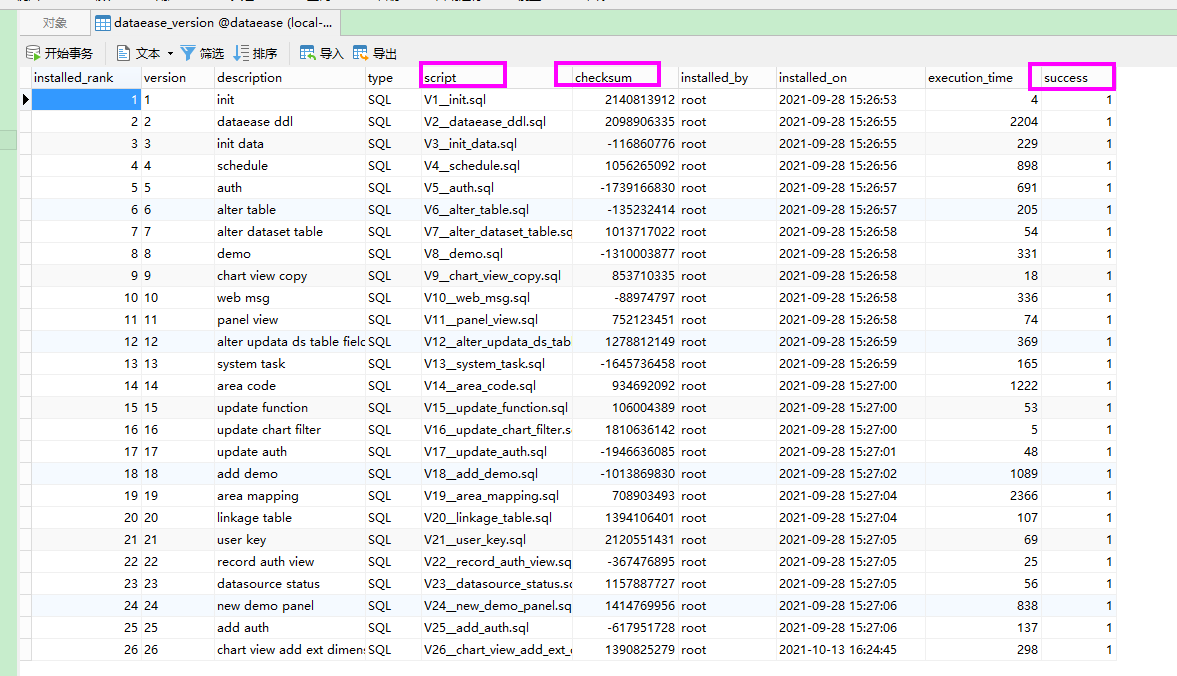 对象 dataease_version @dataease (local-...
开始事务 文本 筛选 排序 导入 导出
installed_rank version description type script checksum installed_by installed_on execution_time success
1 1 init SQL V1__init.sql 2140813912 root 2021-09-28 15:26:53 4 1
2 2 dataease ddl SQL V2__dataease_ddl.sql 2098906335 root 2021-09-28 15:26:55 2204 1
3 3 init data SQL V3__init_data.sql -116860776 root 2021-09-28 15:26:55 229 1
4 4 schedule SQL V4__schedule.sql 1056265092 root 2021-09-28 15:26:56 898 1
5 5 auth SQL V5__auth.sql -1739166830 root 2021-09-28 15:26:57 691 1
6 6 alter table SQL V6__alter_table.sql -135232414 root 2021-09-28 15:26:57 205 1
7 7 alter dataset table SQL V7__alter_dataset_table.sq 1013717022 root 2021-09-28 15:26:58 54 1
8 8 demo SQL V8__demo.sql -1310003877 root 2021-09-28 15:26:58 331 1
9 9 chart view copy SQL V9__chart_view_copy.sql 853710335 root 2021-09-28 15:26:58 18 1
10 10 web msg SQL V10__web_msg.sql -88974797 root 2021-09-28 15:26:58 336 1
11 11 panel view SQL V11__panel_view.sql 752123451 root 2021-09-28 15:26:58 74 1
12 12 alter updata ds table field SQL V12__alter_updata_ds_tab 1278812149 root 2021-09-28 15:26:59 369 1
13 13 system task SQL V13__system_task.sql -1645736458 root 2021-09-28 15:26:59 165 1
14 14 area code SQL V14__area_code.sql 934692092 root 2021-09-28 15:27:00 1222 1
15 15 update function SQL V15__update_function.sql 106004389 root 2021-09-28 15:27:00 53 1
16 16 update chart filter SQL V16__update_chart_filter.s 1810636142 root 2021-09-28 15:27:00 5 1
17 17 update auth SQL V17__update_auth.sql -1946636085 root 2021-09-28 15:27:01 48 1
18 18 add demo SQL V18__add_demo.sql -1013869830 root 2021-09-28 15:27:02 1089 1
19 19 area mapping SQL V19__area_mapping.sql 708903493 root 2021-09-28 15:27:04 2366 1
20 20 linkage table SQL V20__linkage_table.sql 1394106401 root 2021-09-28 15:27:04 107 1
21 21 user key SQL V21__user_key.sql 2120551431 root 2021-09-28 15:27:05 69 1
22 22 record auth view SQL V22__record_auth_view.sq -367476895 root 2021-09-28 15:27:05 25 1
23 23 datasource status SQL V23__datasource_status.sc 1157887727 root 2021-09-28 15:27:05 56 1
24 24 new demo panel SQL V24__new_demo_panel.sq 1414769956 root 2021-09-28 15:27:06 838 1
25 25 add auth SQL V25__add_auth.sql -617951728 root 2021-09-28 15:27:06 137 1
26 26 chart view add ext dimens SQL V26__chart_view_add_ext_ 1390825279 root 2021-10-13 16:24:45 298 1